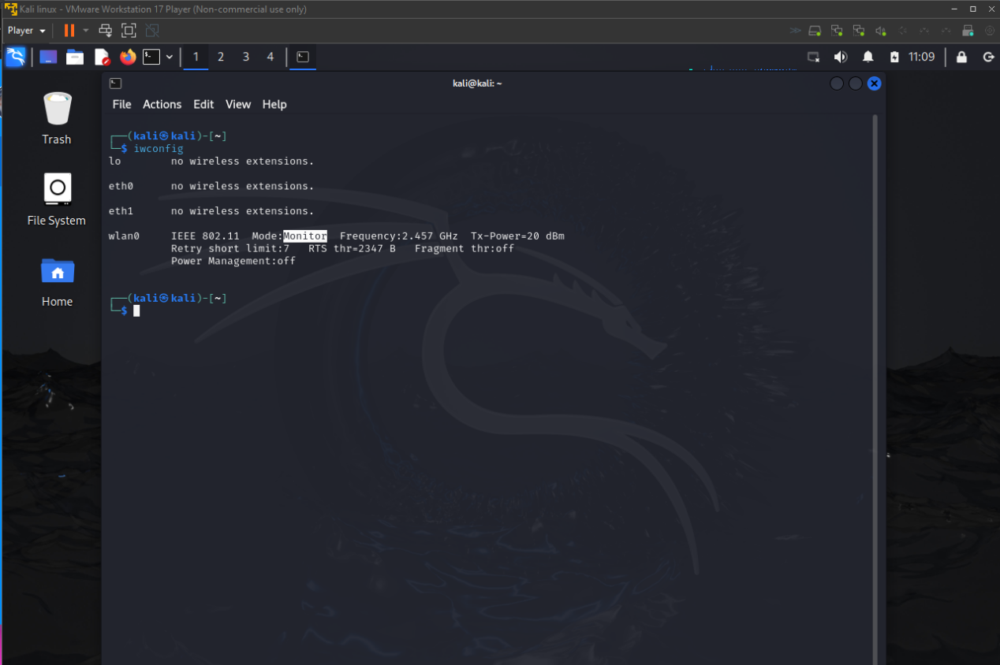 Kali linux - VMware Workstation 17 Player (Non-commercial use only)
Player
1 2 3 4 11:09
kali@kali: ~
File Actions Edit View Help
Trash
File System
Home
┌──(kali㉿kali)-[~]
└─$ iwconfig
lo        no wireless extensions.
eth0      no wireless extensions.
eth1      no wireless extensions.
wlan0     IEEE 802.11  Mode:Monitor  Frequency:2.457 GHz  Tx-Power=20 dBm
          Retry short limit:7   RTS thr=2347 B   Fragment thr:off
          Power Management:off
┌──(kali㉿kali)-[~]
└─$